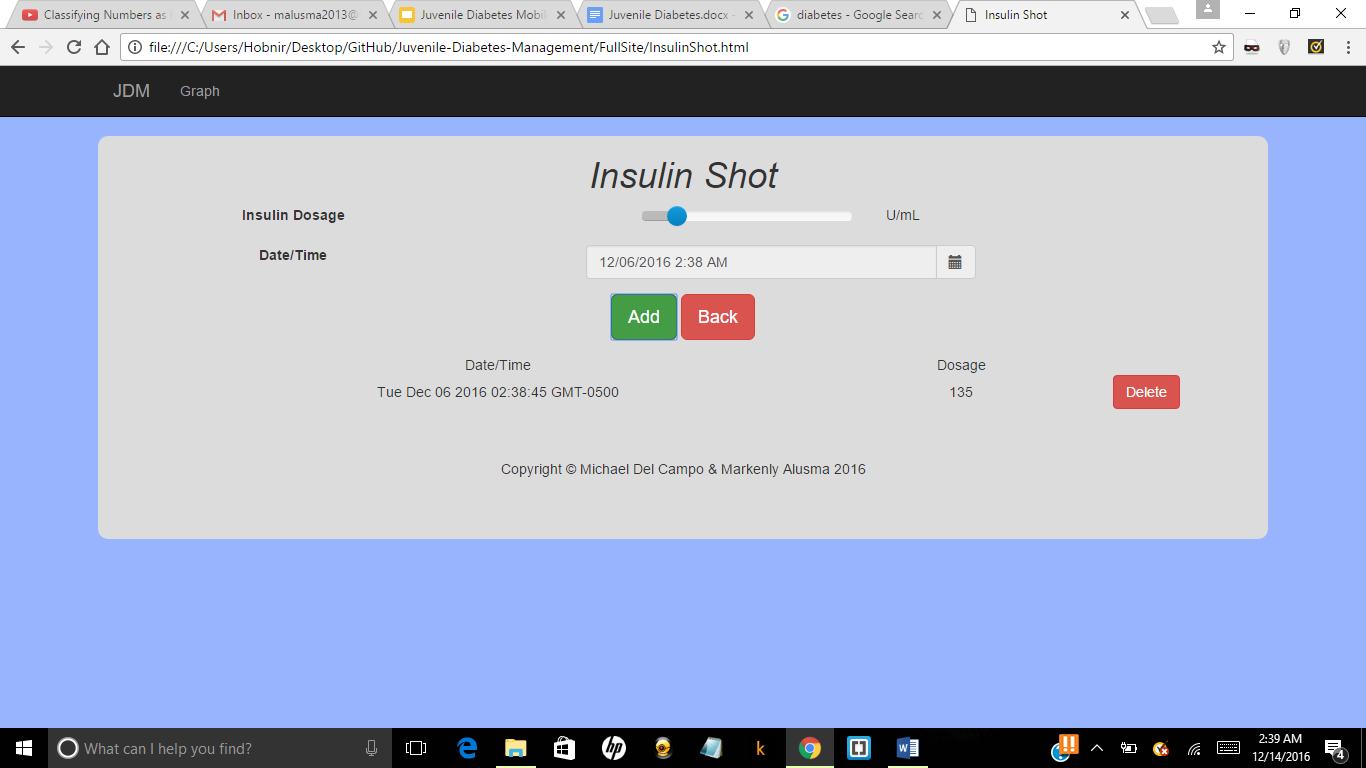 Classifying Numbers as
Inbox - malusma2013@
Juvenile Diabetes Mobil
Juvenile Diabetes.docx -
diabetes - Google Searc
Insulin Shot
file:///C:/Users/Hobnir/Desktop/GitHub/Juvenile-Diabetes-Management/FullSite/InsulinShot.html
JDM Graph
Insulin Shot
Insulin Dosage U/mL
Date/Time 12/06/2016 2:38 AM
Add Back
Date/Time Dosage
Tue Dec 06 2016 02:38:45 GMT-0500 135 Delete
Copyright © Michael Del Campo & Markenly Alusma 2016
What can I help you find?
2:39 AM
12/14/2016
4